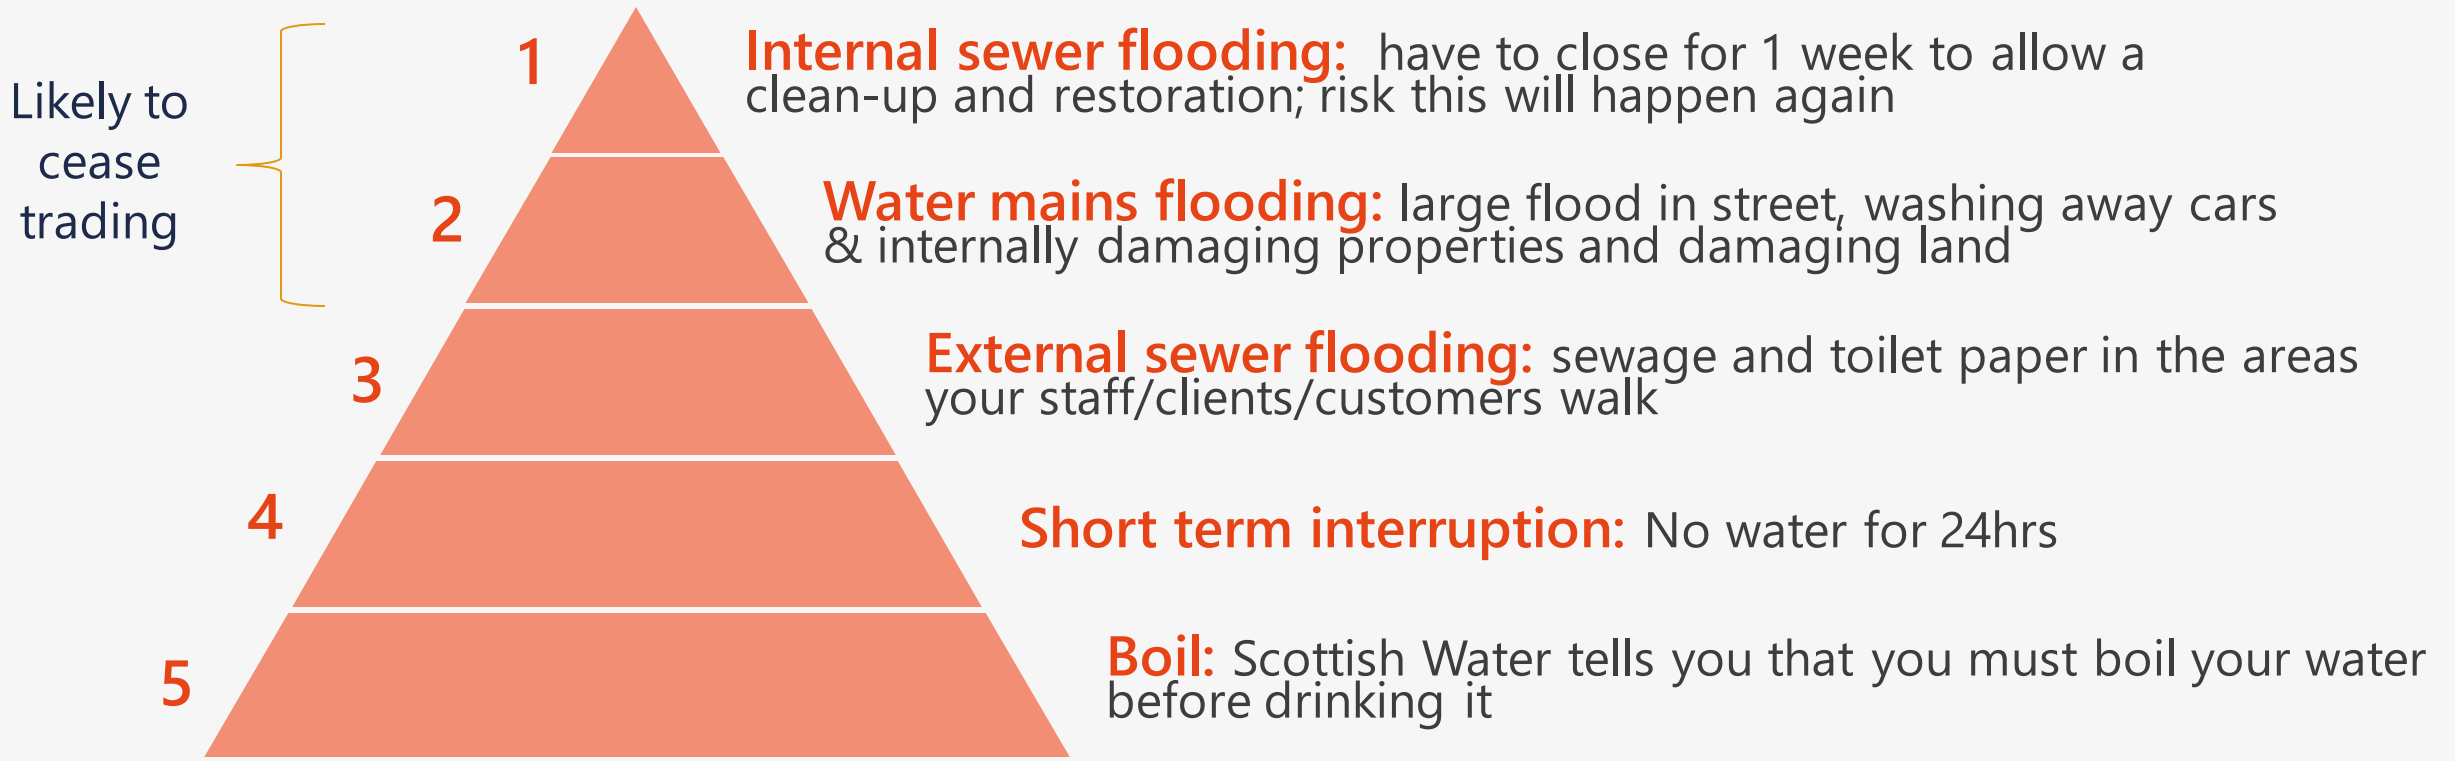 Likely to
cease
trading
1
Internal sewer flooding: have to close for 1 week to allow a
clean-up and restoration; risk this will happen again
2
Water mains flooding: large flood in street, washing away cars
& internally damaging properties and damaging land
3
External sewer flooding: sewage and toilet paper in the areas
your staff/clients/customers walk
4
Short term interruption: No water for 24hrs
5
Boil: Scottish Water tells you that you must boil your water
before drinking it